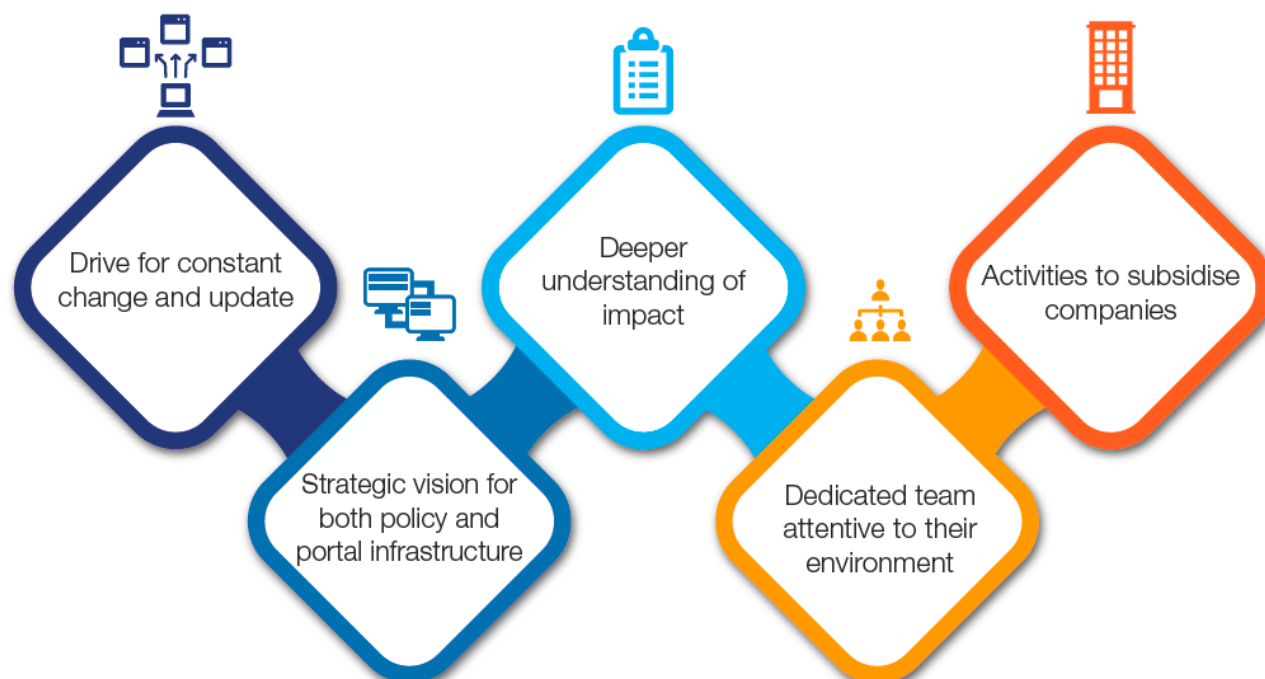 Drive for constant
change and update
Strategic vision for
both policy and
portal infrastructure
Deeper
understanding of
impact
Dedicated team
attentive to their
environment
Activities to subsidise
companies